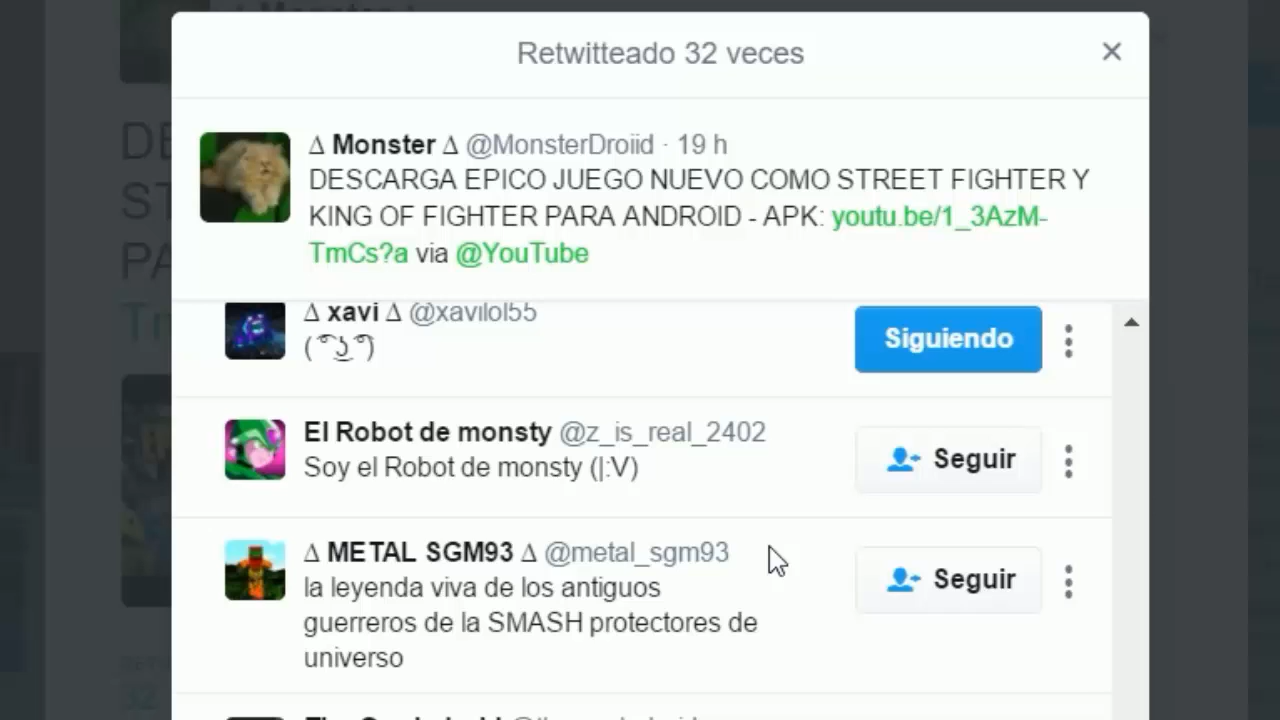 Retwitteado 32 veces
Δ Monster Δ @MonsterDroiid · 19 h
DESCARGA EPICO JUEGO NUEVO COMO STREET FIGHTER Y
KING OF FIGHTER PARA ANDROID - APK: youtu.be/1_3AzM-
TmCs?a via @YouTube
Δ xavi Δ @xavilol55
( ͡° ͜ʖ ͡°)
Siguiendo
El Robot de monsty @z_is_real_2402
Soy el Robot de monsty (|:V)
Seguir
Δ METAL SGM93 Δ @metal_sgm93
la leyenda viva de los antiguos
guerreros de la SMASH protectores de
universo
Seguir